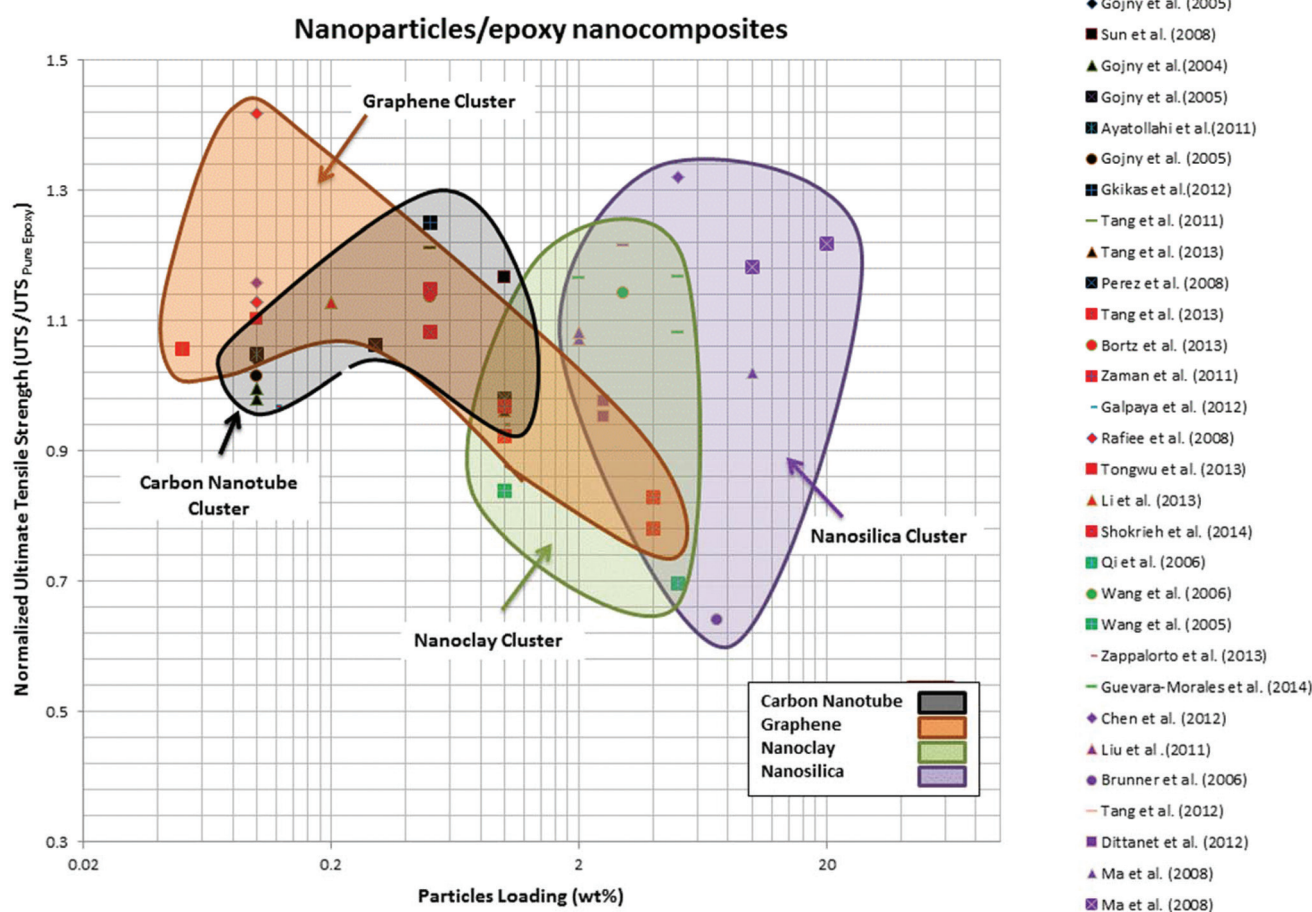 Nanoparticles/epoxy nanocomposites
Normalized Ultimate Tensile Strength (UTS /UTS Pure Epoxy)
1.5
1.3
1.1
0.9
0.7
0.5
0.3
Graphene Cluster
Carbon Nanotube
Cluster
Nanosilica Cluster
Nanoclay Cluster
Carbon Nanotube
Graphene
Nanoclay
Nanosilica
0.02
0.2
2
20
Particles Loading (wt%)
Gojny et al. (2005)
Sun et al. (2008)
Gojny et al.(2004)
Gojny et al.(2005)
Ayatollahi et al.(2011)
Gojny et al. (2005)
Gkikas et al.(2012)
Tang et al. (2011)
Tang et al. (2013)
Perez et al. (2008)
Tang et al. (2013)
Bortz et al. (2013)
Zaman et al. (2011)
Galpaya et al. (2012)
Rafiee et al. (2008)
Tongwu et al. (2013)
Li et al. (2013)
Shokrieh et al. (2014)
Qi et al. (2006)
Wang et al. (2006)
Wang et al. (2005)
Zappalorto et al. (2013)
Guevara-Morales et al. (2014)
Chen et al. (2012)
Liu et al .(2011)
Brunner et al. (2006)
Tang et al. (2012)
Dittanet et al. (2012)
Ma et al. (2008)
Ma et al. (2008)